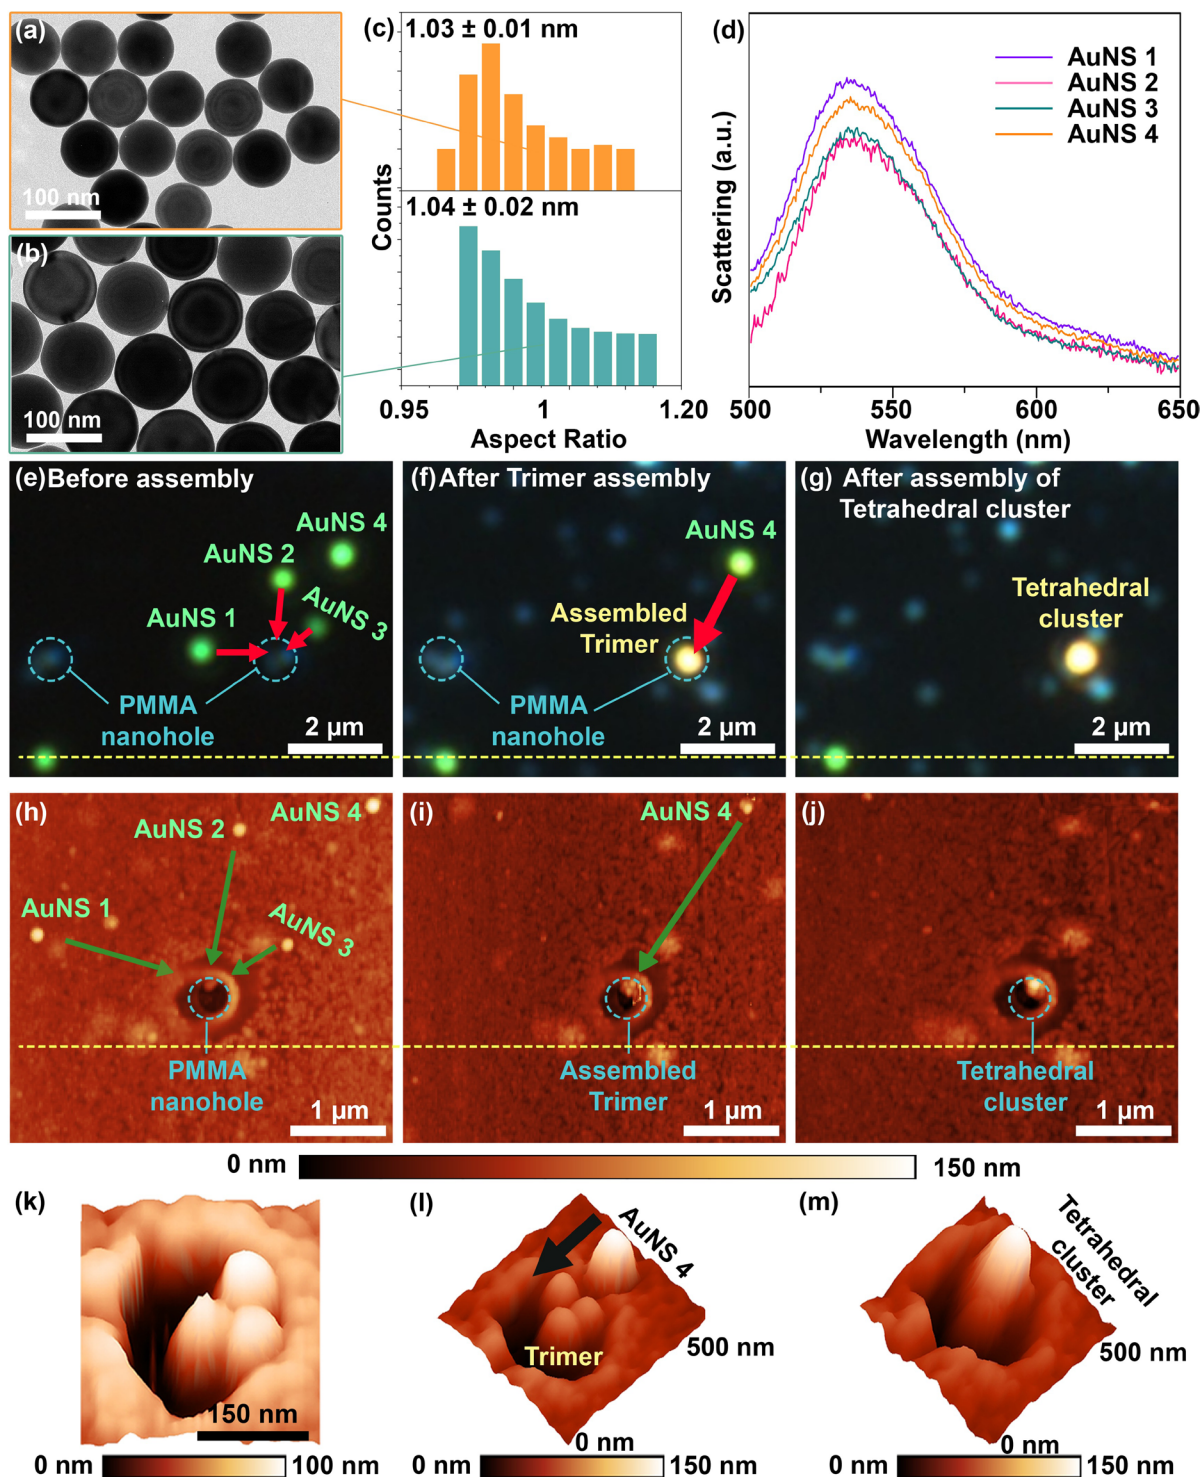 (a)
100 nm
(b)
100 nm
(c)
1.03 ± 0.01 nm
1.04 ± 0.02 nm
Counts
0.95
1
1.20
Aspect Ratio
(d)
AuNS 1
AuNS 2
AuNS 3
AuNS 4
Scattering (a.u.)
500
550
600
650
Wavelength (nm)
(e) Before assembly
AuNS 4
AuNS 2
AuNS 3
AuNS 1
PMMA
nanohole
2 µm
(f) After Trimer assembly
AuNS 4
Assembled
Trimer
PMMA
nanohole
2 µm
(g) After assembly of
Tetrahedral cluster
Tetrahedral
cluster
2 µm
(h)
AuNS 4
AuNS 2
AuNS 1
AuNS 3
PMMA
nanohole
1 µm
(i)
AuNS 4
Assembled
Trimer
1 µm
(j)
Tetrahedral
cluster
1 µm
0 nm
150 nm
(k)
150 nm
0 nm
100 nm
(l)
AuNS 4
Trimer
500 nm
0 nm
0 nm
150 nm
(m)
Tetrahedral
cluster
500 nm
0 nm
0 nm
150 nm